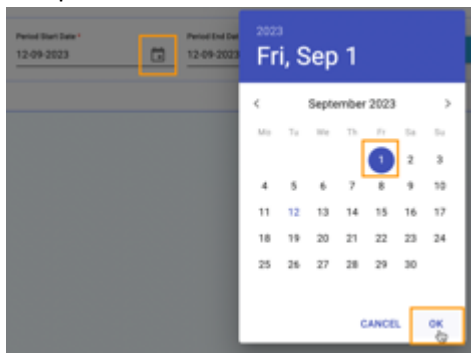 Period Start Date *
12-09-2023
Period End Dat
12-09-2023
2023
Fri, Sep 1
September 2023
Mo Tu We Th Fr Sa Su
1 2 3
4 5 6 7 8 9 10
11 12 13 14 15 16 17
18 19 20 21 22 23 24
25 26 27 28 29 30
CANCEL OK